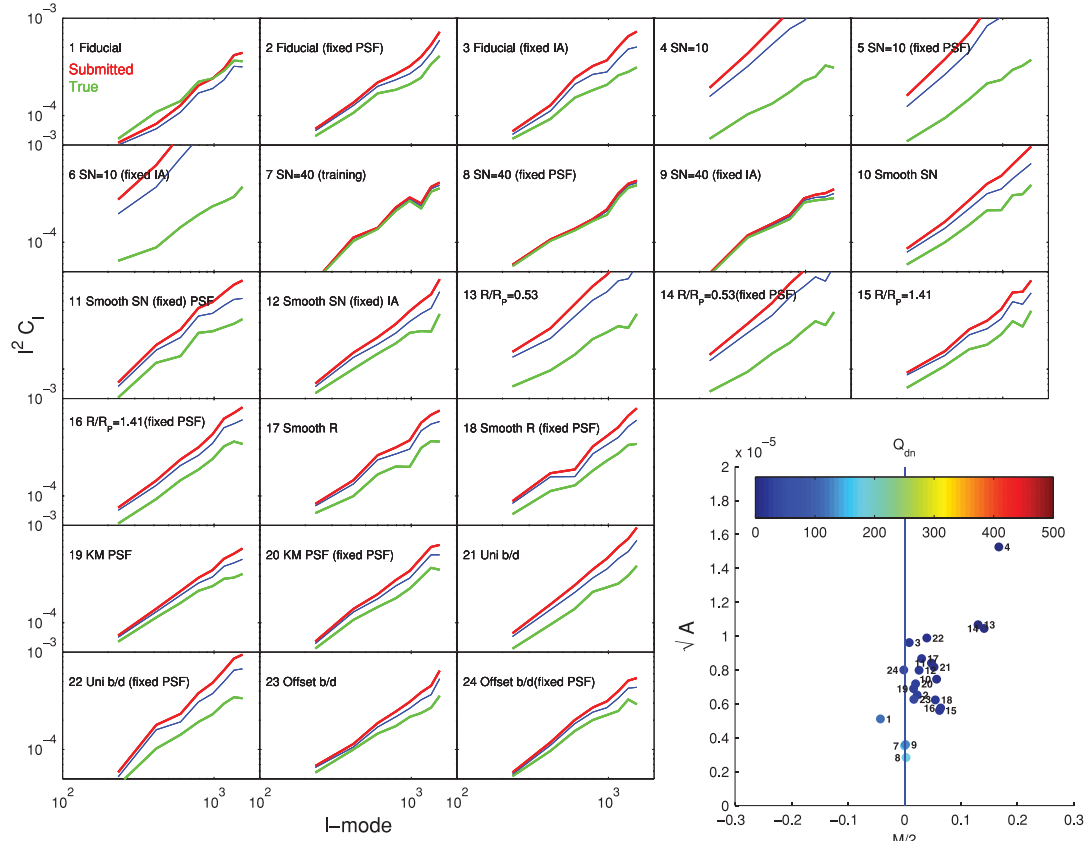 10^-3
1 Fiducial
Submitted
True
2 Fiducial (fixed PSF)
3 Fiducial (fixed IA)
4 SN=10
5 SN=10 (fixed PSF)
10^-4
10^-3
6 SN=10 (fixed IA)
7 SN=40 (training)
8 SN=40 (fixed PSF)
9 SN=40 (fixed IA)
10 Smooth SN
10^-4
11 Smooth SN (fixed) PSF
12 Smooth SN (fixed) IA
13 R/R_p=0.53
14 R/R_p=0.53(fixed PSF)
15 R/R_p=1.41
l^2 C_l
10^-3
16 R/R_p=1.41(fixed PSF)
17 Smooth R
18 Smooth R (fixed PSF)
10^-4
10^-3
19 KM PSF
20 KM PSF (fixed PSF)
21 Uni b/d
10^-4
10^-3
22 Uni b/d (fixed PSF)
23 Offset b/d
24 Offset b/d(fixed PSF)
10^-4
10^2 10^3 10^2 10^3 10^2 10^3
l-mode
x 10^-5
Q_dn
0 100 200 300 400 500
2
1.8
1.6
1.4
1.2
1
0.8
0.6
0.4
0.2
0
√A
4
14 13
3 22
17
11
24 12 21
10
19 20
2
23 18
16 15
1
7 9
8
-0.3 -0.2 -0.1 0 0.1 0.2 0.3
M/2